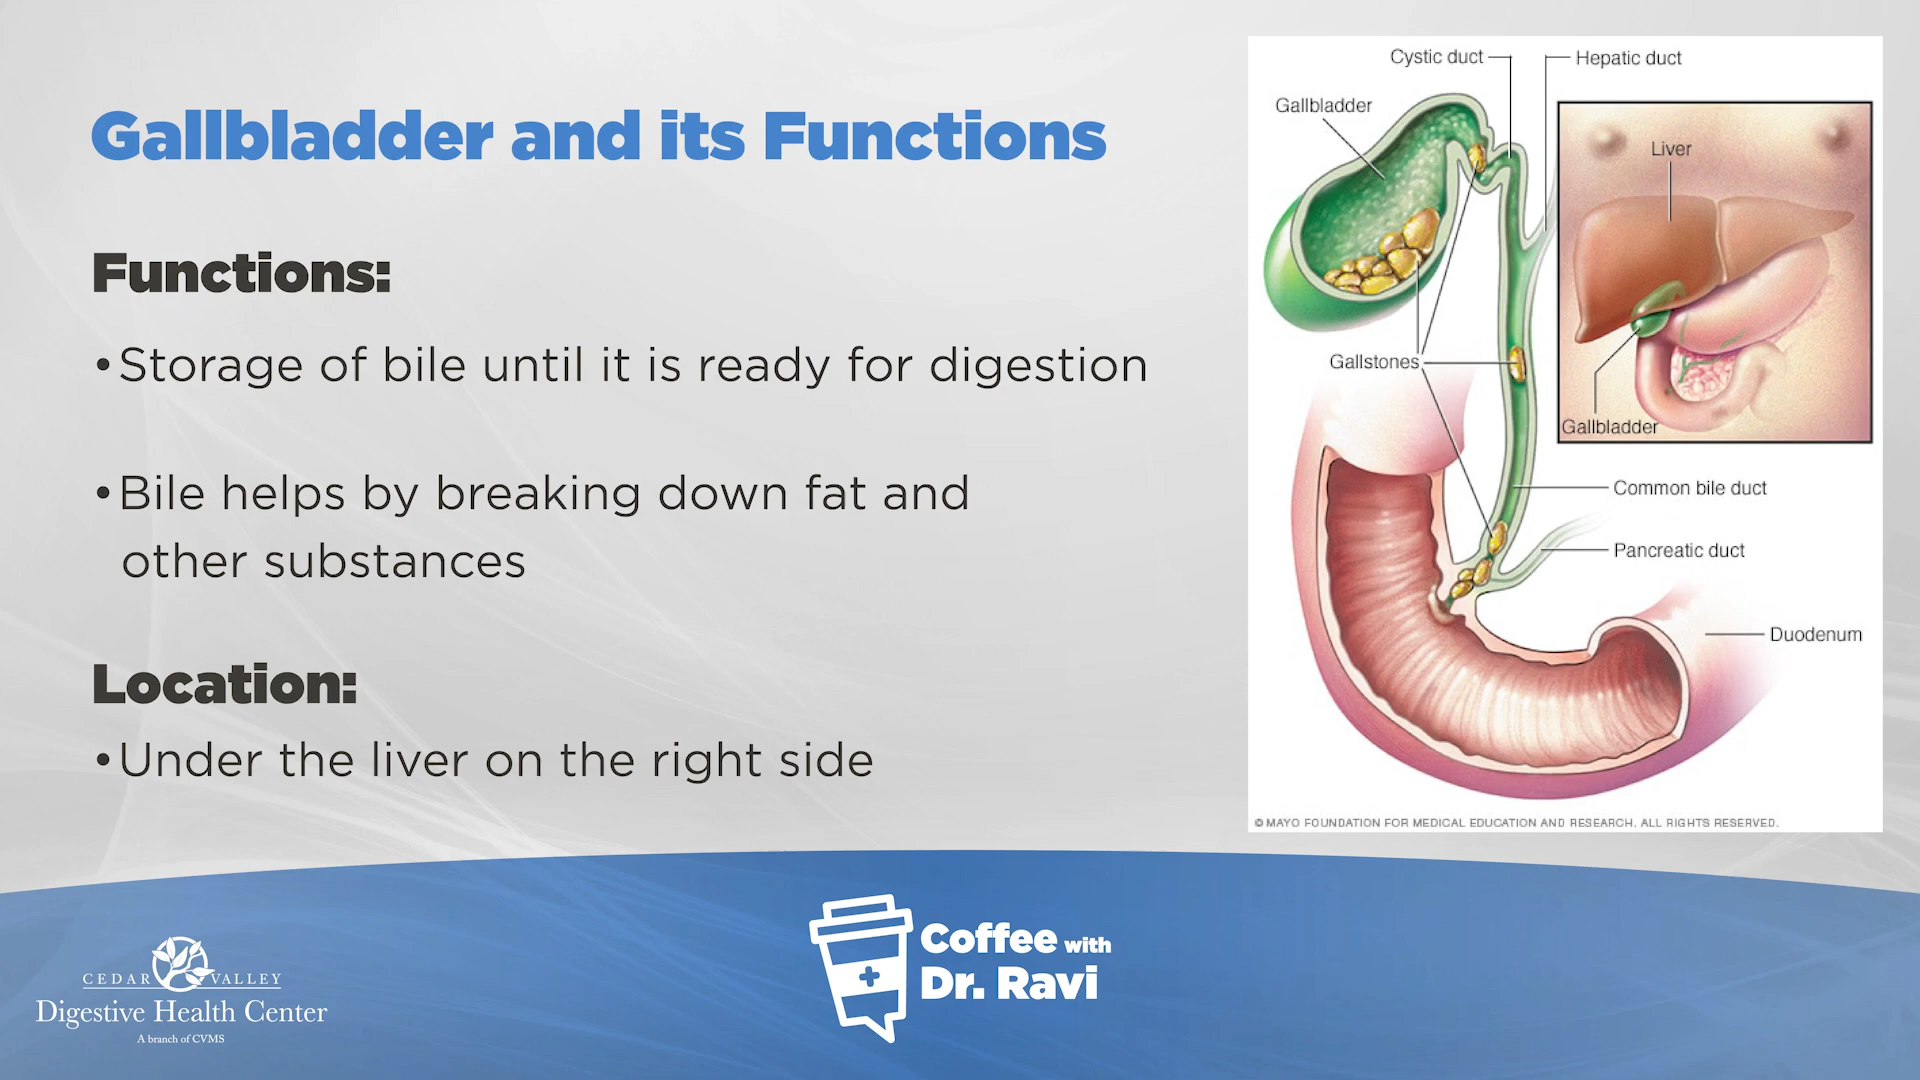 Gallbladder and its Functions
Functions:
•Storage of bile until it is ready for digestion
•Bile helps by breaking down fat and
other substances
Location:
•Under the liver on the right side
Cystic duct
Hepatic duct
Gallbladder
Liver
Gallstones
Gallbladder
Common bile duct
Pancreatic duct
Duodenum
© MAYO FOUNDATION FOR MEDICAL EDUCATION AND RESEARCH. ALL RIGHTS RESERVED.
CEDAR VALLEY
Digestive Health Center
A branch of CVMS
Coffee with
Dr. Ravi